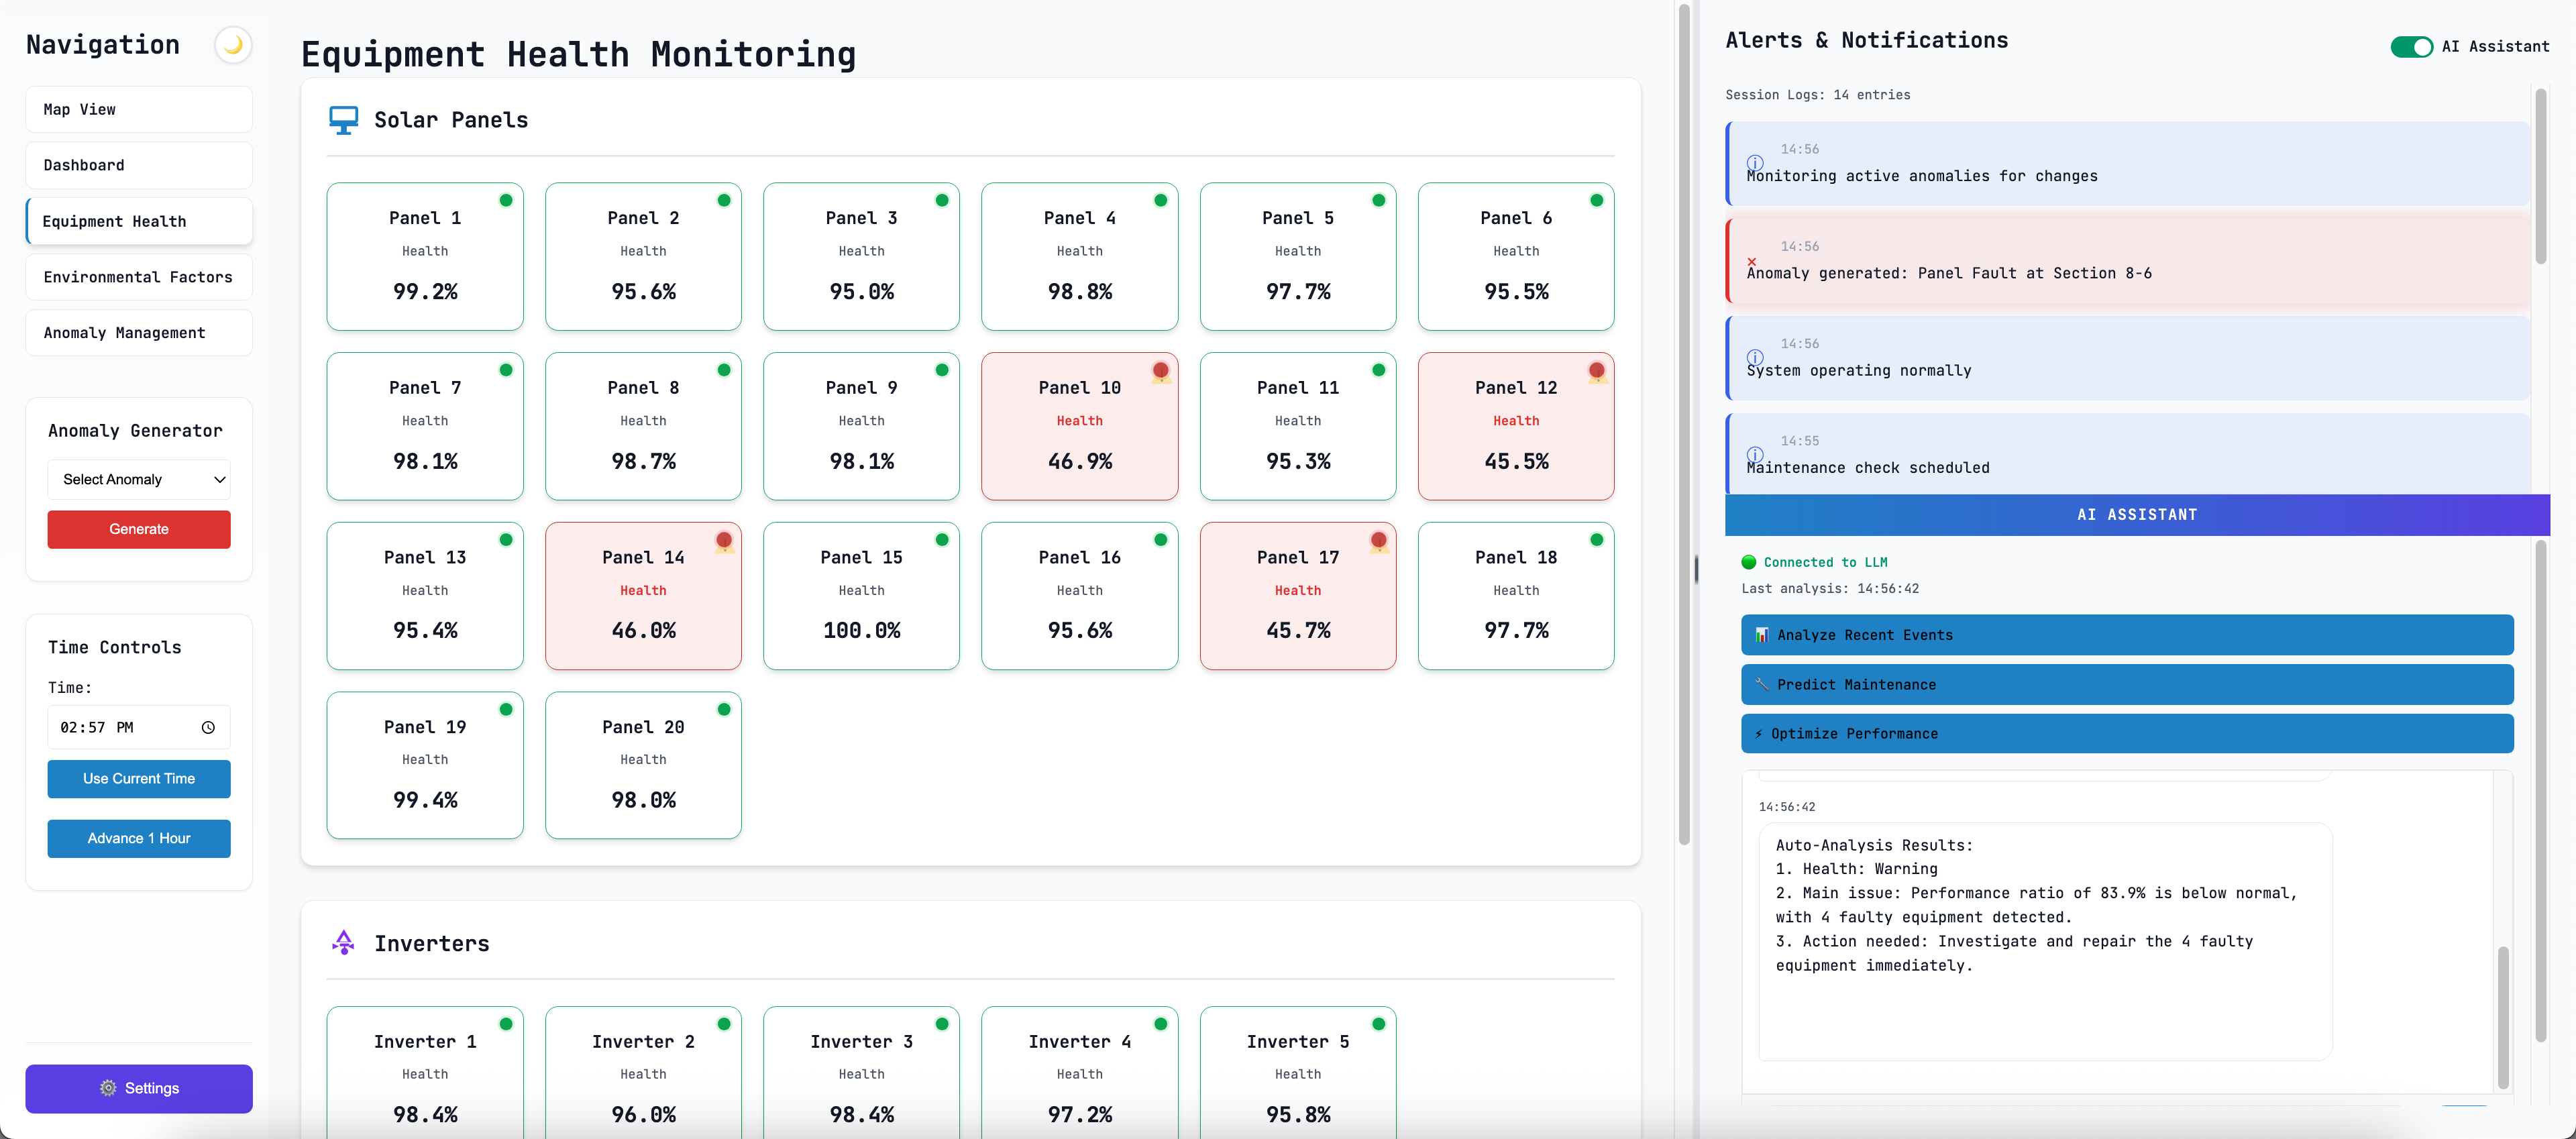 Navigation
Map View
Dashboard
Equipment Health
Environmental Factors
Anomaly Management
Anomaly Generator
Select Anomaly
Generate
Time Controls
Time:
02:57 PM
Use Current Time
Advance 1 Hour
Settings
Equipment Health Monitoring
Solar Panels
Panel 1
Health
99.2%
Panel 2
Health
95.6%
Panel 3
Health
95.0%
Panel 4
Health
98.8%
Panel 5
Health
97.7%
Panel 6
Health
95.5%
Panel 7
Health
98.1%
Panel 8
Health
98.7%
Panel 9
Health
98.1%
Panel 10
Health
46.9%
Panel 11
Health
95.3%
Panel 12
Health
45.5%
Panel 13
Health
95.4%
Panel 14
Health
46.0%
Panel 15
Health
100.0%
Panel 16
Health
95.6%
Panel 17
Health
45.7%
Panel 18
Health
97.7%
Panel 19
Health
99.4%
Panel 20
Health
98.0%
Inverters
Inverter 1
Health
98.4%
Inverter 2
Health
96.0%
Inverter 3
Health
98.4%
Inverter 4
Health
97.2%
Inverter 5
Health
95.8%
Alerts & Notifications
AI Assistant
Session Logs: 14 entries
14:56
Monitoring active anomalies for changes
14:56
Anomaly generated: Panel Fault at Section 8-6
14:56
System operating normally
14:55
Maintenance check scheduled
AI ASSISTANT
Connected to LLM
Last analysis: 14:56:42
Analyze Recent Events
Predict Maintenance
Optimize Performance
14:56:42
Auto-Analysis Results:
1. Health: Warning
2. Main issue: Performance ratio of 83.9% is below normal,
with 4 faulty equipment detected.
3. Action needed: Investigate and repair the 4 faulty
equipment immediately.